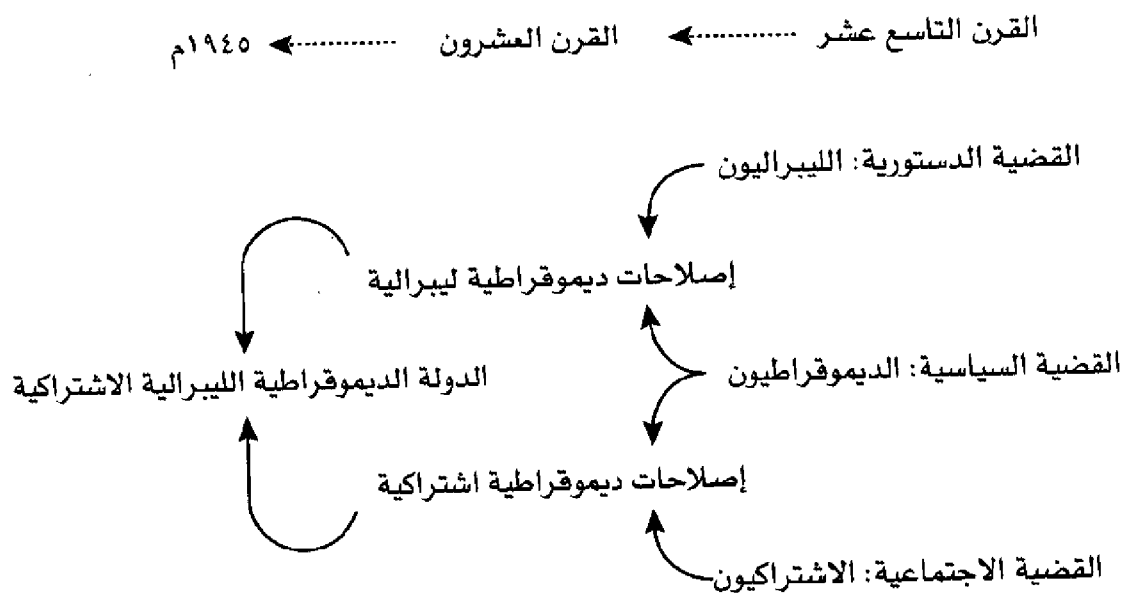 القرن التاسع عشر القرن العشرون ١٩٤٥م
القضية الدستورية: الليبراليون
إصلاحات ديموقراطية ليبرالية
القضية السياسية: الديموقراطيون
الدولة الديموقراطية الليبرالية الاشتراكية
إصلاحات ديموقراطية اشتراكية
القضية الاجتماعية: الاشتراكيون